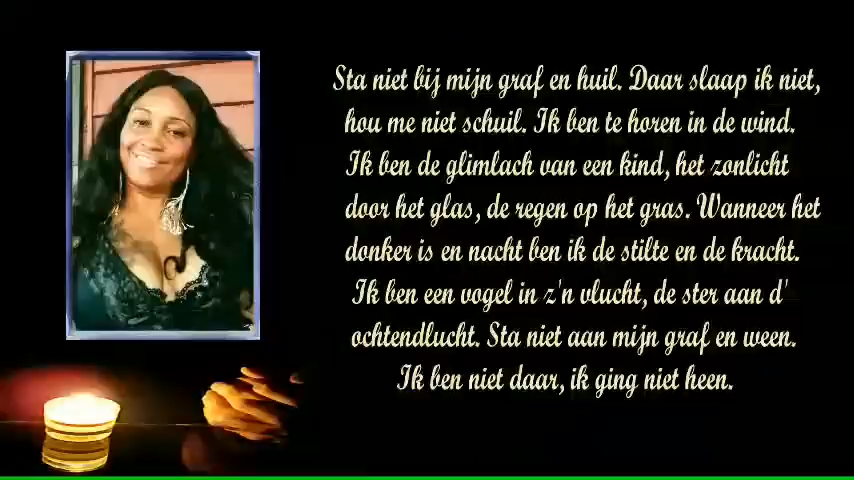 Sta niet bij mijn graf en huil. Daar slaap ik niet,
hou me niet schuil. Ik ben te horen in de wind.
Ik ben de glimlach van een kind, het zonlicht
door het glas, de regen op het gras. Wanneer het
donker is en nacht ben ik de stilte en de kracht.
Ik ben een vogel in z'n vlucht, de ster aan d'
ochtendlucht. Sta niet aan mijn graf en ween.
Ik ben niet daar, ik ging niet heen.